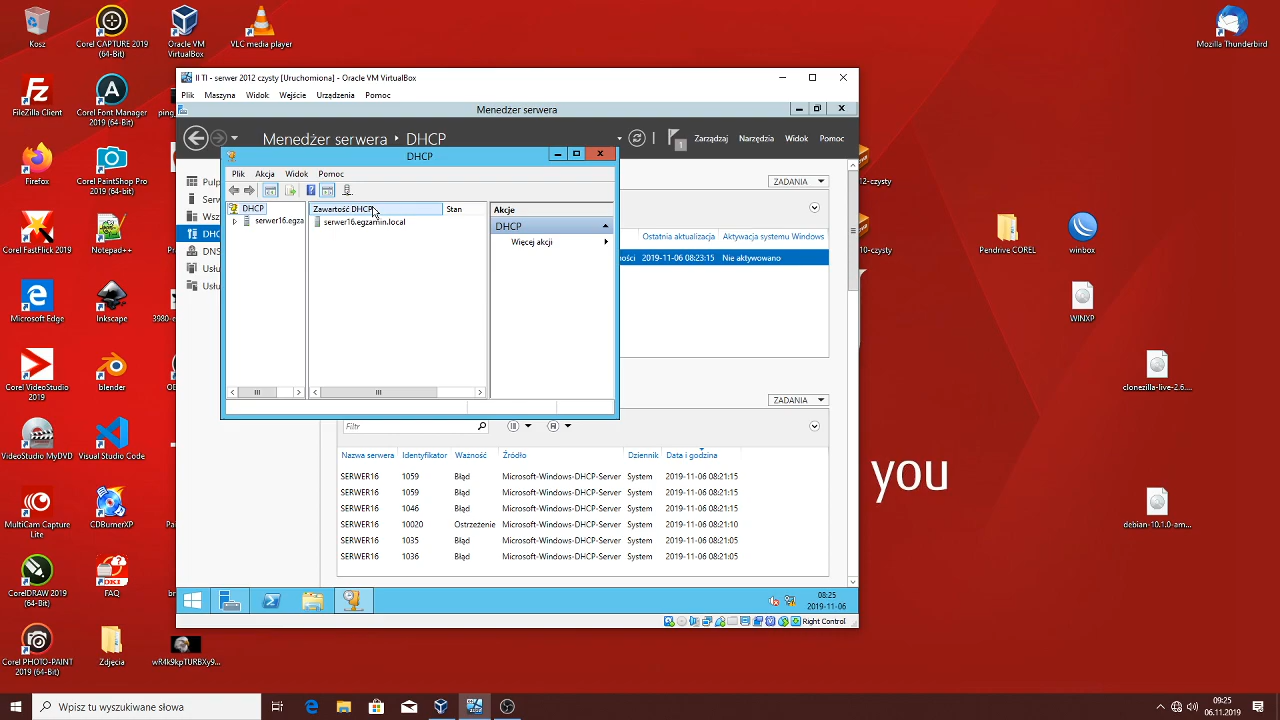 Kosz
Corel CAPTURE 2019
(64-Bit)
Oracle VM
VirtualBox
VLC media player
Mozilla Thunderbird
FileZilla Client
Corel Font Manager
2019 (64-Bit)
Firefox
Corel PaintShop Pro
2019 (64-Bit)
Corel FastFlick 2019
Notepad++
Microsoft Edge
Inkscape
Corel VideoStudio
2019
blender
VideoStudio MyDVD
Visual Studio Code
MultiCam Capture
Lite
CDBurnerXP
CorelDRAW 2019
(64-Bit)
FAQ
Corel PHOTO-PAINT
2019 (64-Bit)
Zdjęcia
wR4k9kpTURBXy9...
Pendrive COREL
winbox
WINXP
clonezilla-live-2.6....
debian-10.1.0-am...
you
II TI - serwer 2012 czysty [Uruchomiona] - Oracle VM VirtualBox
Plik Maszyna Widok Wejście Urządzenia Pomoc
Menedżer serwera
Menedżer serwera DHCP
1
Zarządzaj Narzędzia Widok Pomoc
DHCP
Plik Akcja Widok Pomoc
DHCP
serwer16.egza
Zawartość DHCP
Stan
serwer16.egzamin.local
Akcje
DHCP
Więcej akcji
ZADANIA
Ostatnia aktualizacja Aktywacja systemu Windows
2019-11-06 08:23:15 Nie aktywowano
ZADANIA
Filtr
Nazwa serwera Identyfikator Ważność Źródło Dziennik Data i godzina
SERWER16 1059 Błąd Microsoft-Windows-DHCP-Server System 2019-11-06 08:21:15
SERWER16 1059 Błąd Microsoft-Windows-DHCP-Server System 2019-11-06 08:21:15
SERWER16 1046 Błąd Microsoft-Windows-DHCP-Server System 2019-11-06 08:21:15
SERWER16 10020 Ostrzeżenie Microsoft-Windows-DHCP-Server System 2019-11-06 08:21:10
SERWER16 1035 Błąd Microsoft-Windows-DHCP-Server System 2019-11-06 08:21:05
SERWER16 1036 Błąd Microsoft-Windows-DHCP-Server System 2019-11-06 08:21:05
08:25
2019-11-06
Right Control
Wpisz tu wyszukiwane słowa
09:25
06.11.2019